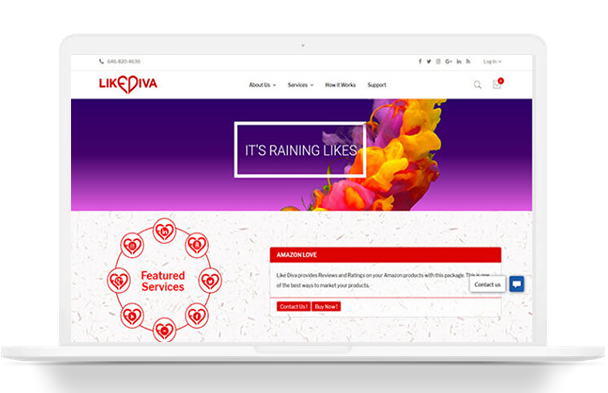 646-820-4636
Log In
LIKEDIVA
About Us
Services
How It Works
Support
0
IT'S RAINING LIKES
Featured
Services
AMAZON LOVE
Like Diva provides Reviews and Ratings on your Amazon products with this package. This is one
of the best ways to market your products.
Contact us
Contact Us !
Buy Now !